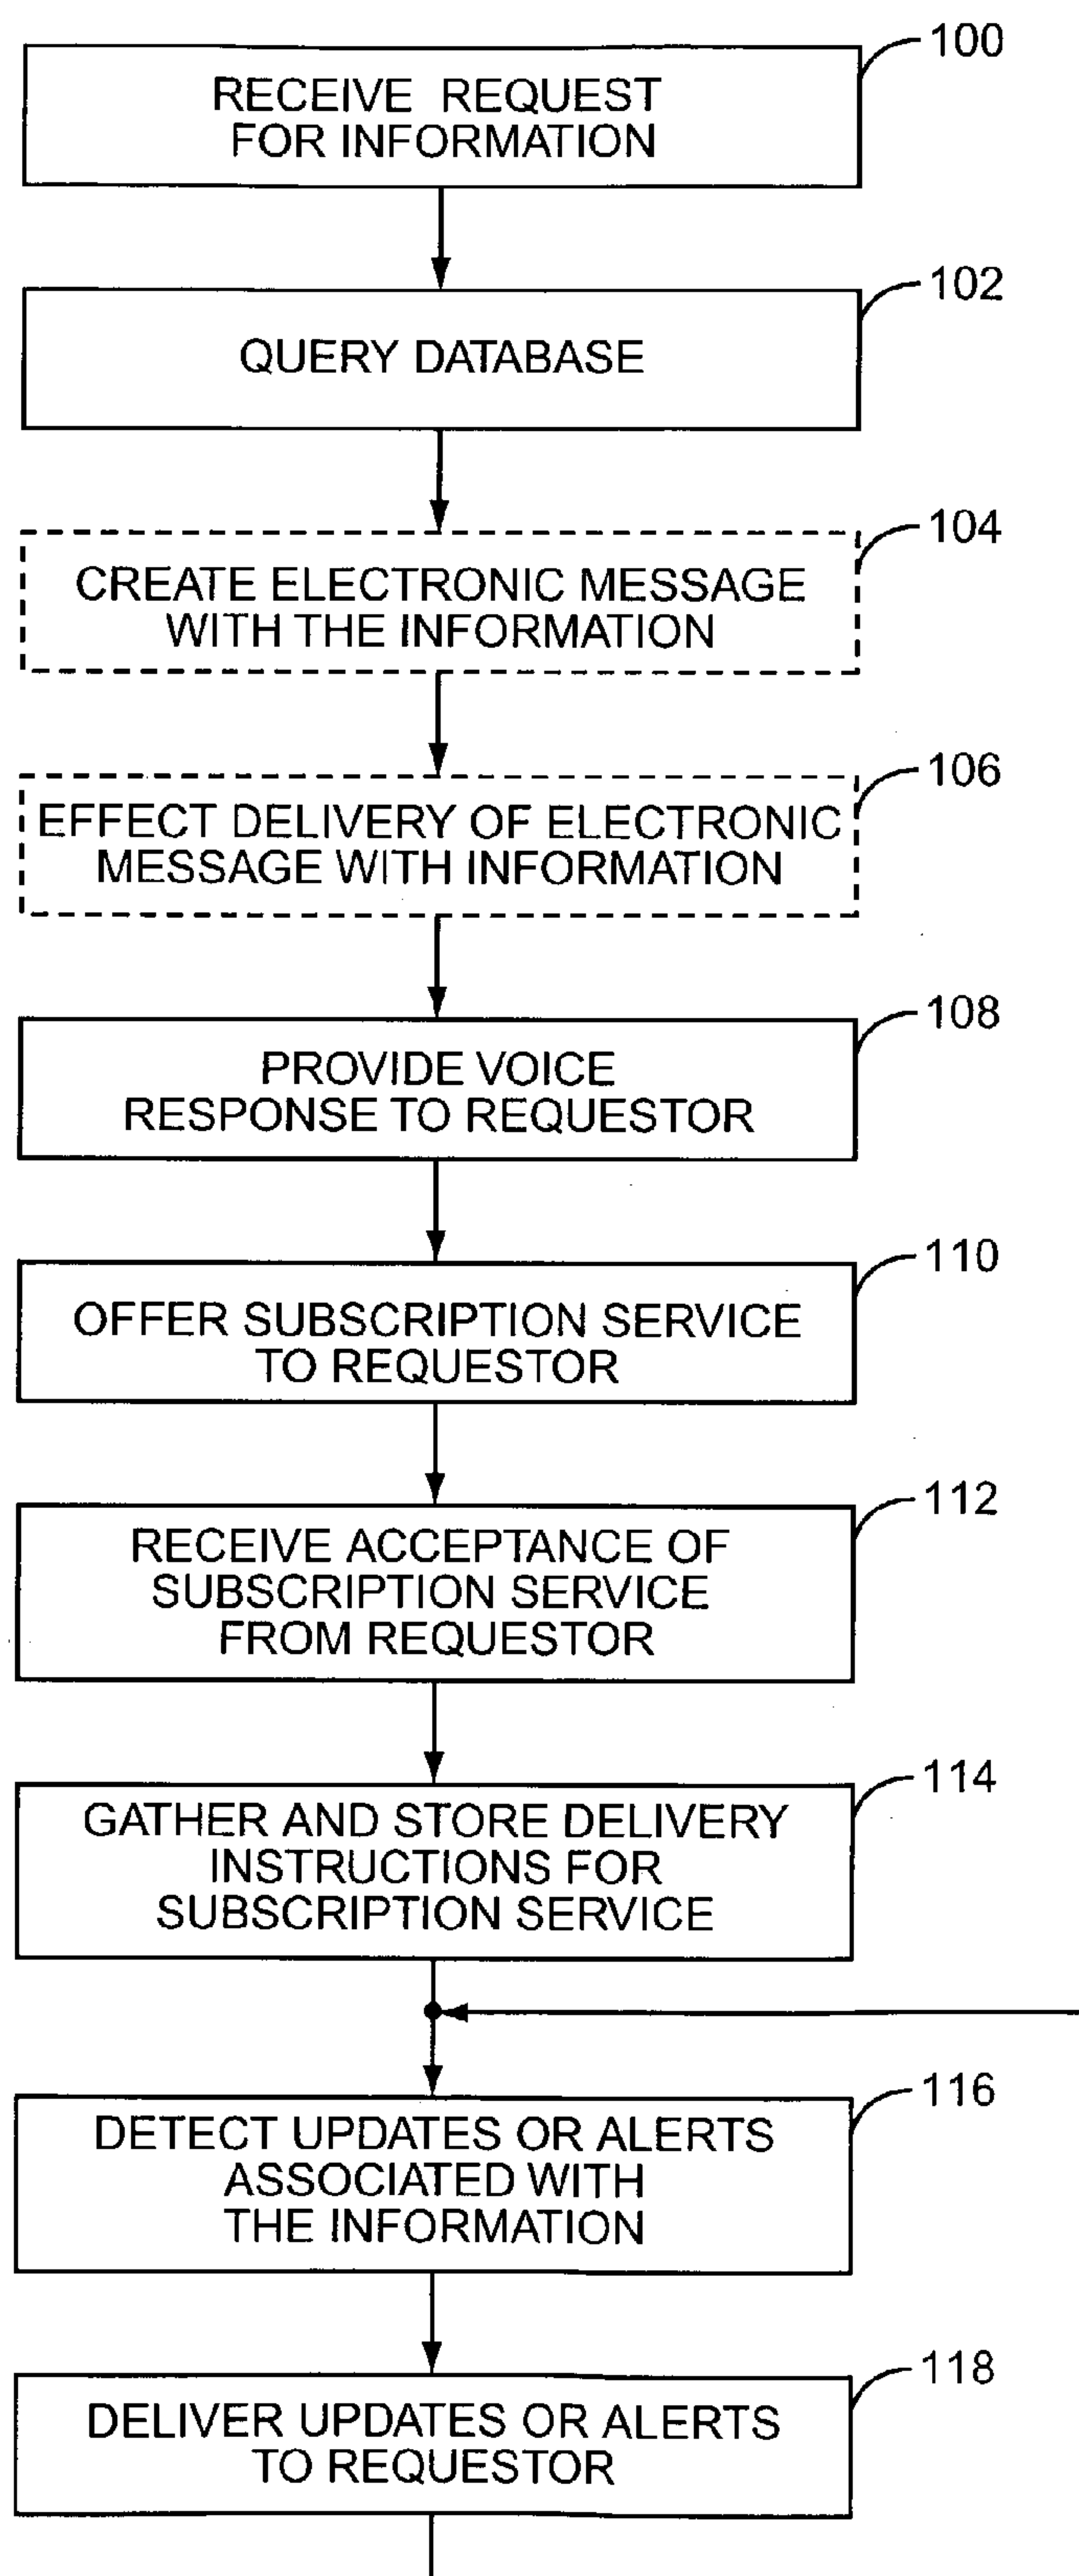 100
RECEIVE REQUEST
FOR INFORMATION
102
QUERY DATABASE
104
CREATE ELECTRONIC MESSAGE
WITH THE INFORMATION
106
EFFECT DELIVERY OF ELECTRONIC
MESSAGE WITH INFORMATION
108
PROVIDE VOICE
RESPONSE TO REQUESTOR
110
OFFER SUBSCRIPTION SERVICE
TO REQUESTOR
112
RECEIVE ACCEPTANCE OF
SUBSCRIPTION SERVICE
FROM REQUESTOR
114
GATHER AND STORE DELIVERY
INSTRUCTIONS FOR
SUBSCRIPTION SERVICE
116
DETECT UPDATES OR ALERTS
ASSOCIATED WITH
THE INFORMATION
118
DELIVER UPDATES OR ALERTS
TO REQUESTOR